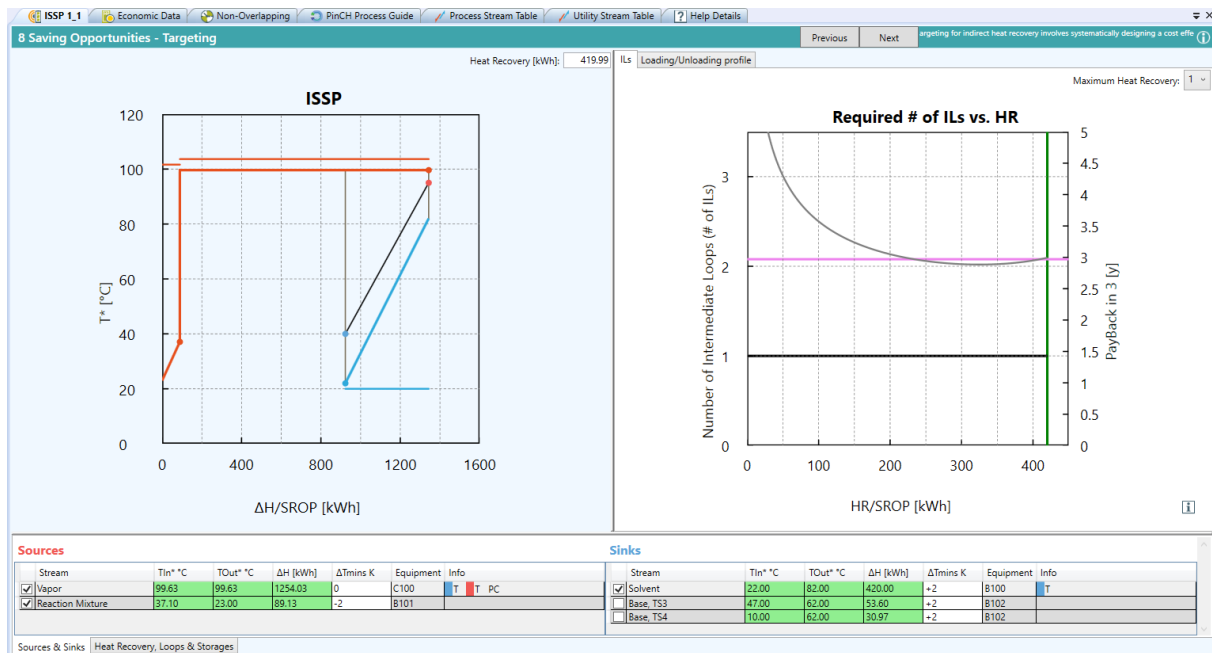 ISSP 1_1 Economic Data Non-Overlapping PinCH Process Guide Process Stream Table Utility Stream Table Help Details
8 Saving Opportunities - Targeting Previous Next argeting for indirect heat recovery involves systematically designing a cost effe
Heat Recovery [kWh]: 419.99 ILs Loading/Unloading profile
Maximum Heat Recovery: 1
ISSP
T* [°C]
120
100
80
60
40
20
0
0 400 800 1200 1600
ΔH/SROP [kWh]
Required # of ILs vs. HR
Number of Intermediate Loops (# of ILs)
3
2
1
0
5
4.5
4
3.5
3
2.5
2
1.5
1
0.5
0
PayBack in 3 [y]
0 100 200 300 400
HR/SROP [kWh]
Sources
Stream TIn* °C TOut* °C ΔH [kWh] ΔTmins K Equipment Info
Vapor 99.63 99.63 1254.03 0 C100 T T PC
Reaction Mixture 37.10 23.00 89.13 -2 B101
Sinks
Stream TIn* °C TOut* °C ΔH [kWh] ΔTmins K Equipment Info
Solvent 22.00 82.00 420.00 +2 B100 T
Base, TS3 47.00 62.00 53.60 +2 B102
Base, TS4 10.00 62.00 30.97 +2 B102
Sources & Sinks Heat Recovery, Loops & Storages